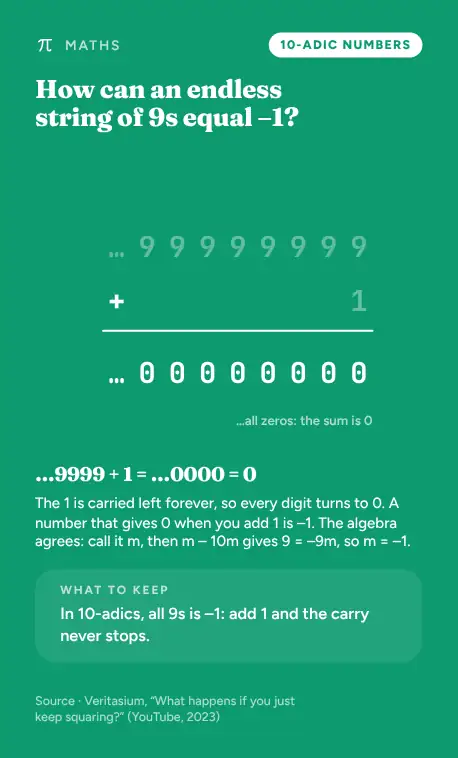 π MATHS
10-ADIC NUMBERS
How can an endless
string of 9s equal –1?
... 9 9 9 9 9 9 9 9
+ 1
... 0 0 0 0 0 0 0 0
...all zeros: the sum is 0
...9999 + 1 = ...0000 = 0
The 1 is carried left forever, so every digit turns to 0. A
number that gives 0 when you add 1 is –1. The algebra
agrees: call it m, then m – 10m gives 9 = –9m, so m = –1.
WHAT TO KEEP
In 10-adics, all 9s is –1: add 1 and the carry
never stops.
Source · Veritasium, “What happens if you just
keep squaring?” (YouTube, 2023)